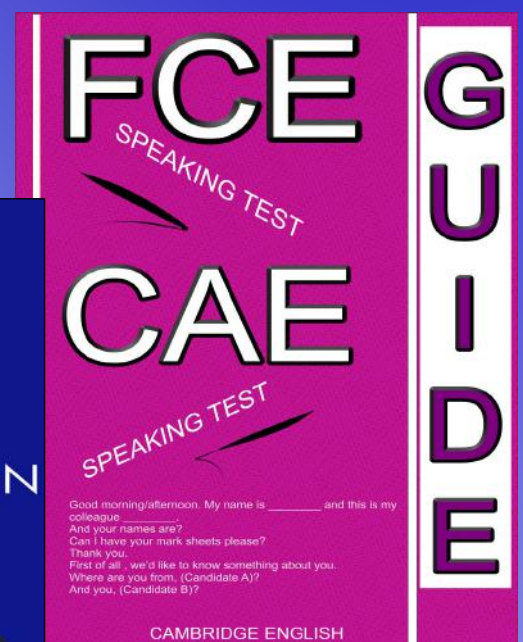 FCE
SPEAKING TEST
CAE
SPEAKING TEST
Good morning/afternoon. My name is ________ and this is my
colleague ________.
And your names are?
Can I have your mark sheets please?
Thank you.
First of all , we'd like to know something about you.
Where are you from, (Candidate A)?
And you, (Candidate B)?
CAMBRIDGE ENGLISH
GUIDE
N